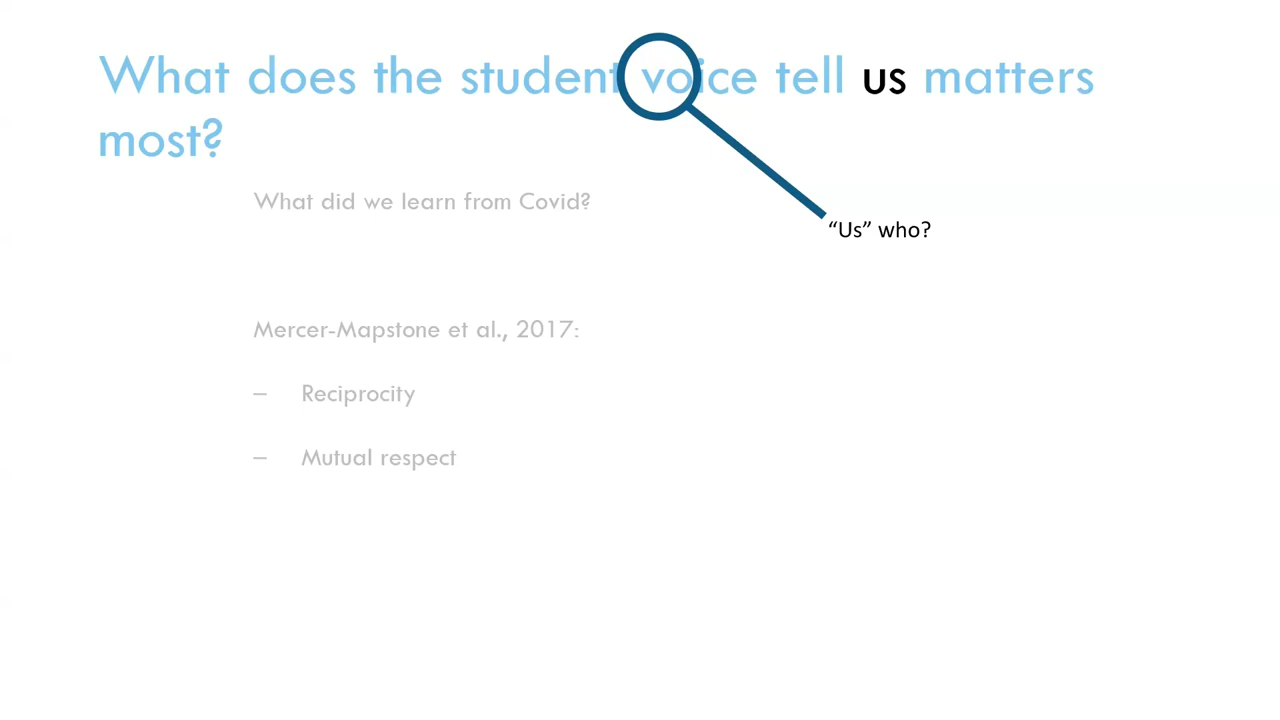 What does the student voice tell us matters
most?
What did we learn from Covid?
“Us” who?
Mercer-Mapstone et al., 2017:
– Reciprocity
– Mutual respect